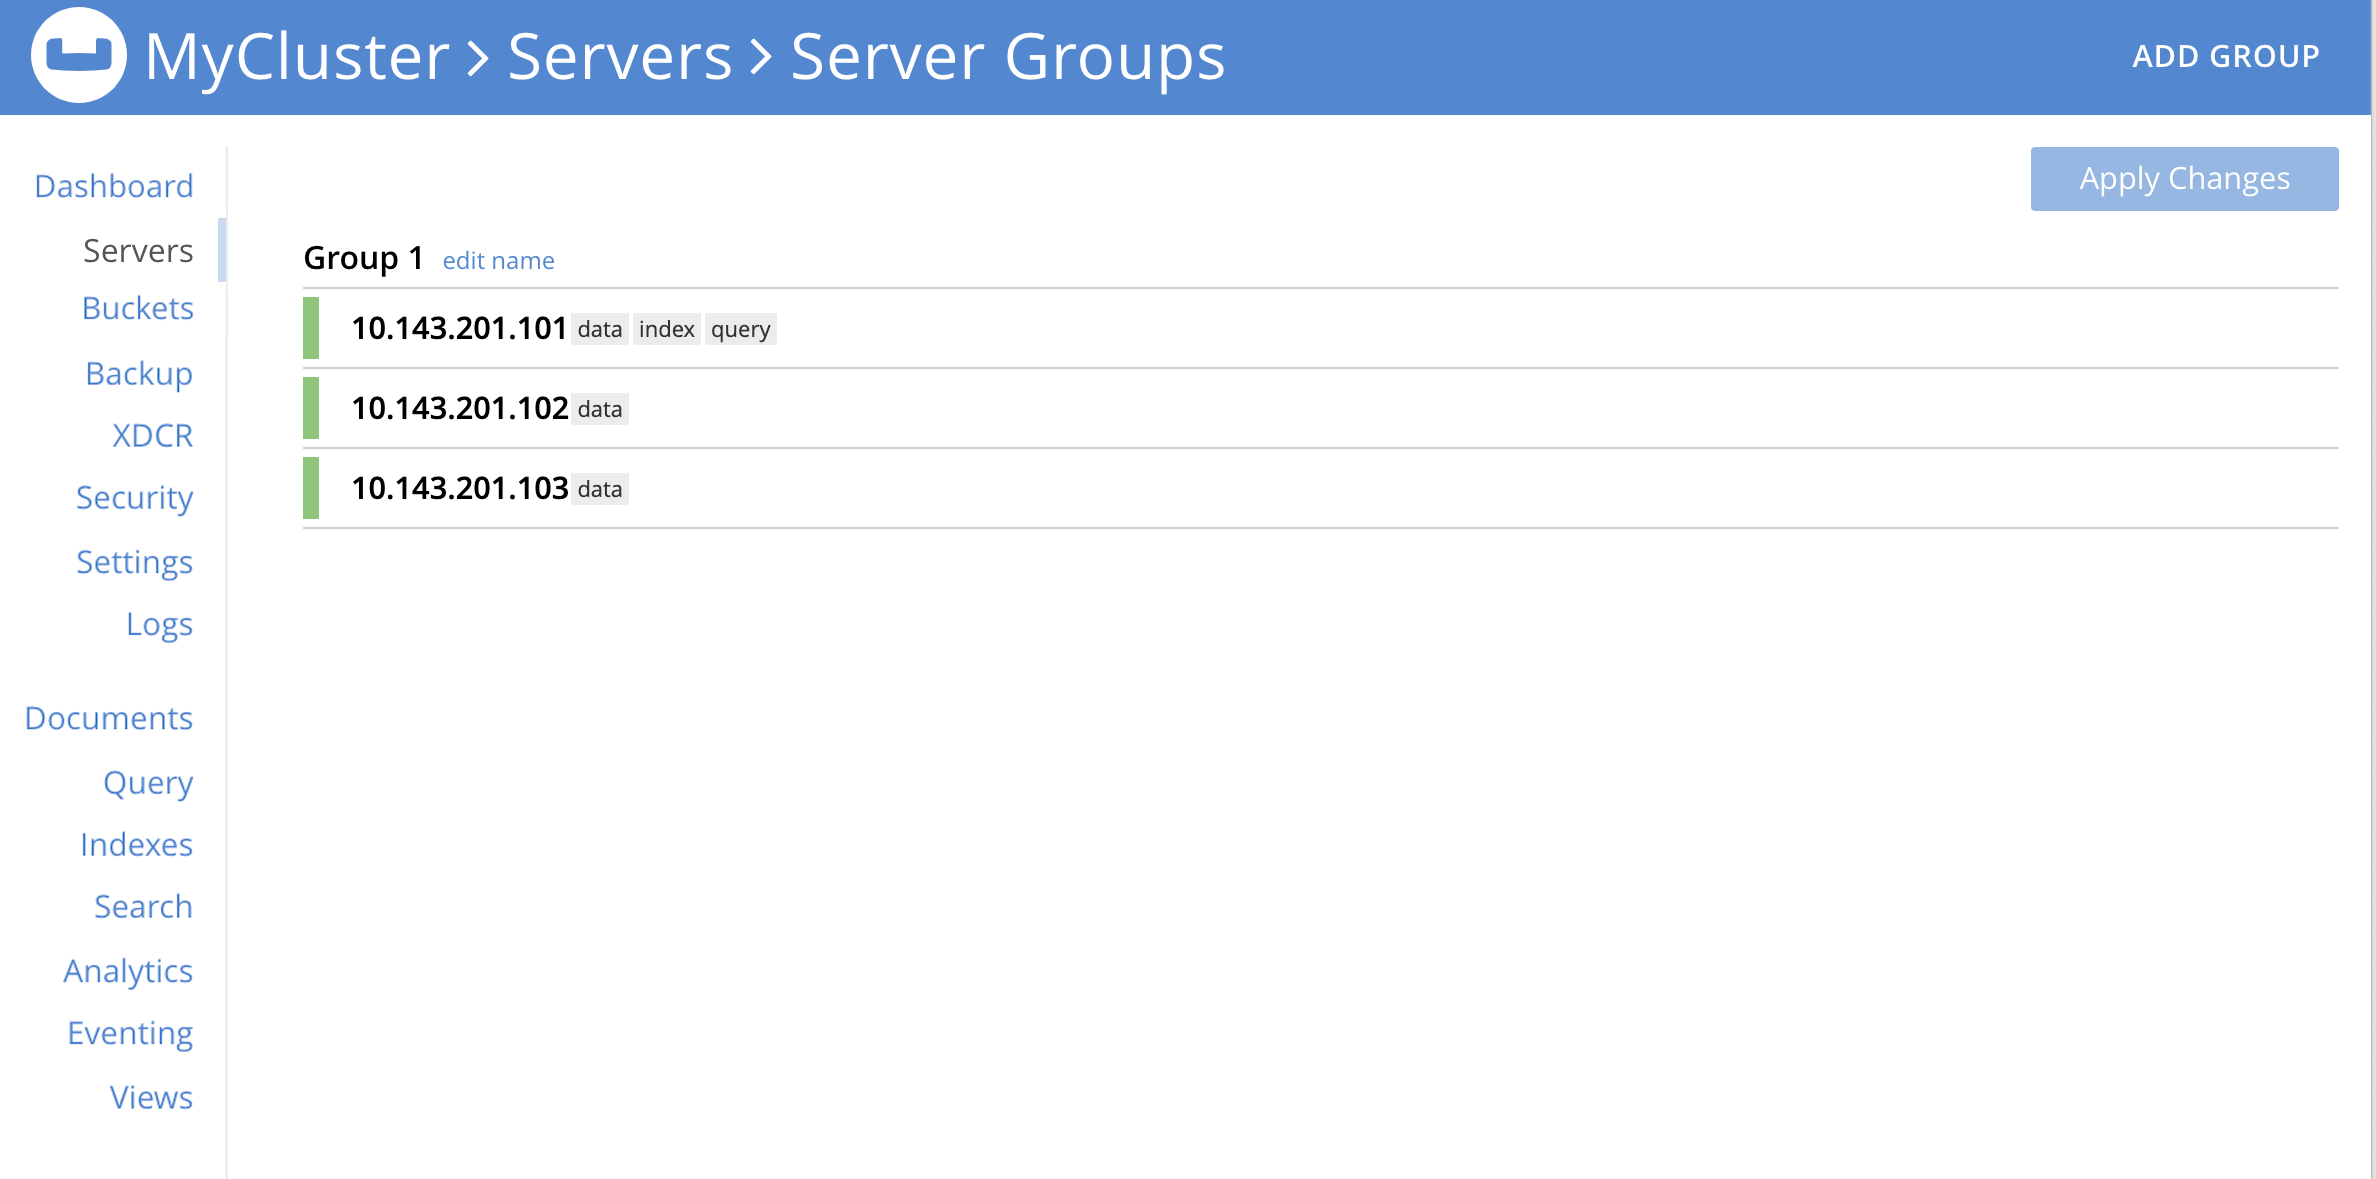 MyCluster > Servers > Server Groups
ADD GROUP
Apply Changes
Dashboard
Servers
Buckets
Backup
XDCR
Security
Settings
Logs
Documents
Query
Indexes
Search
Analytics
Eventing
Views
Group 1 edit name
10.143.201.101 data index query
10.143.201.102 data
10.143.201.103 data